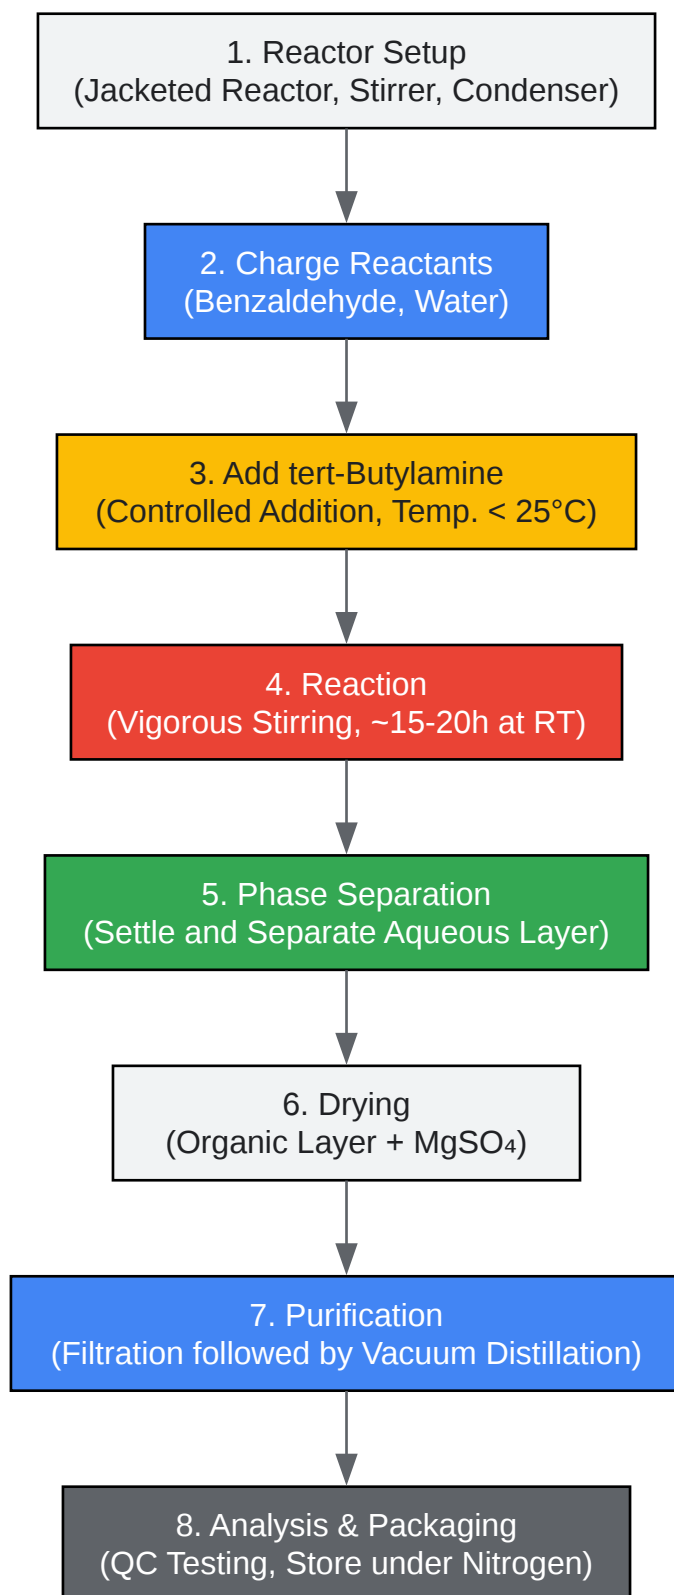 1. Reactor Setup
(Jacketed Reactor, Stirrer, Condenser)
2. Charge Reactants
(Benzaldehyde, Water)
3. Add tert-Butylamine
(Controlled Addition, Temp. < 25°C)
4. Reaction
(Vigorous Stirring, ~15-20h at RT)
5. Phase Separation
(Settle and Separate Aqueous Layer)
6. Drying
(Organic Layer + MgSO₄)
7. Purification
(Filtration followed by Vacuum Distillation)
8. Analysis & Packaging
(QC Testing, Store under Nitrogen)